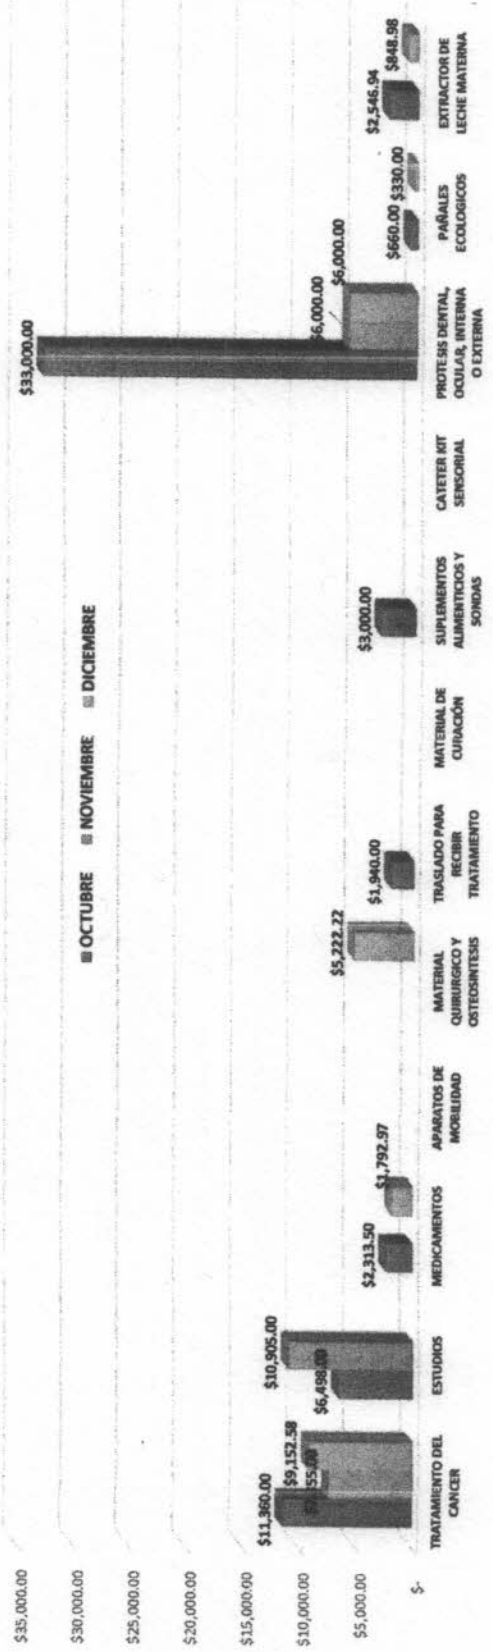 $35,000.00
$30,000.00
$25,000.00
$20,000.00
$15,000.00
$10,000.00
$5,000.00
$-
■ OCTUBRE ■ NOVIEMBRE ■ DICIEMBRE
$11,360.00
$9,152.58
$6,498.00
$10,905.00
$2,313.50
$1,792.97
$5,222.22
$1,940.00
$3,000.00
$33,000.00
$6,000.00
$6,000.00
$660.00
$330.00
$2,546.94
$848.98
TRATAMIENTO DEL
CANCER
ESTUDIOS
MEDICAMENTOS
APARATOS DE
MOBILIDAD
MATERIAL
QUIRURGICO Y
OSTEOSINTESIS
TRASLADO PARA
RECIBIR
TRATAMIENTO
MATERIAL DE
CURACIÓN
SUPLEMENTOS
ALIMENTICIOS Y
SONDAS
CATETER KIT
SENSORIAL
PROTESIS DENTAL,
OCULAR, INTERNA
O EXTERNA
PAÑALES
ECOLOGICOS
EXTRACTOR DE
LECHE MATERNA